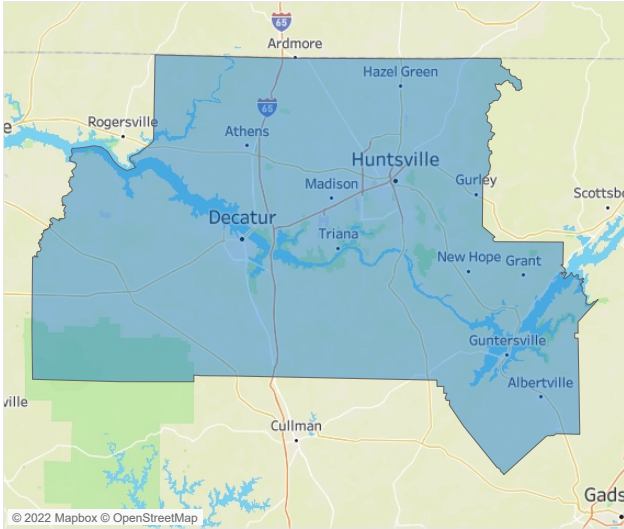 65
Ardmore
Hazel Green
65
Rogersville
e
Athens
Huntsville
Madison
Gurley
Scottsbo
Decatur
Triana
New Hope
Grant
Guntersville
Albertville
ville
Cullman
Gads
© 2022 Mapbox © OpenStreetMap